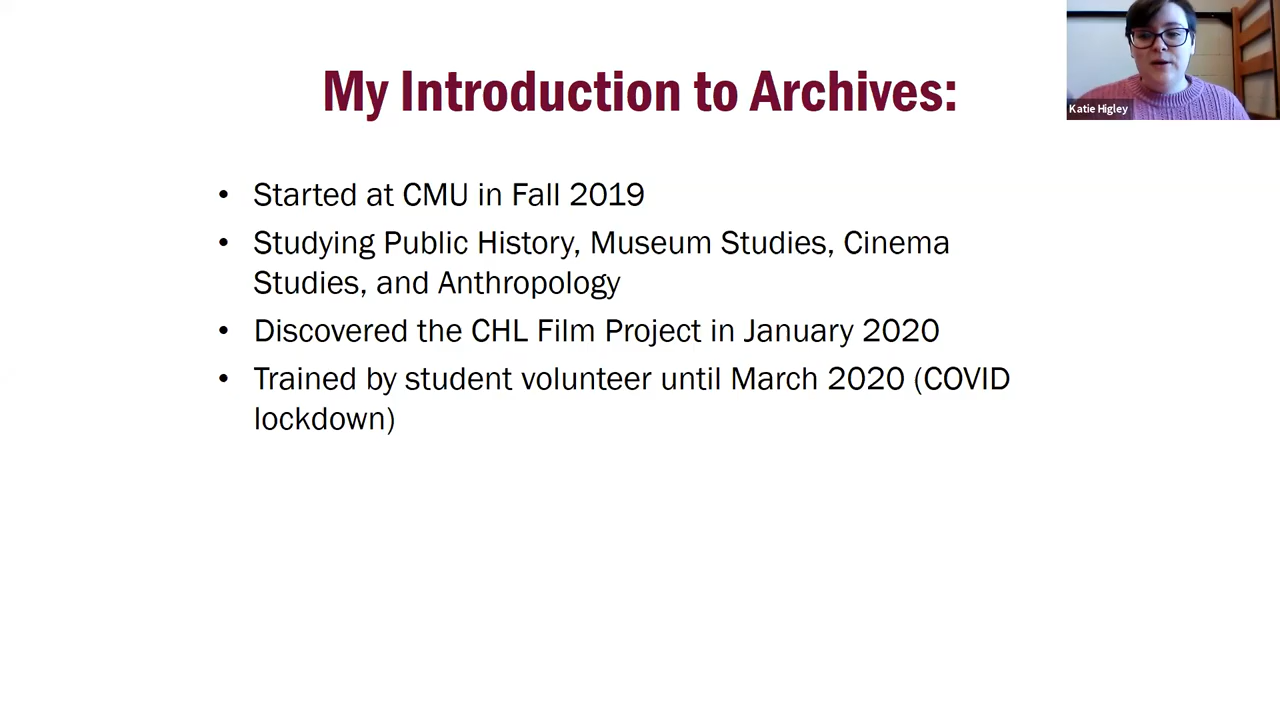 My Introduction to Archives:
• Started at CMU in Fall 2019
• Studying Public History, Museum Studies, Cinema
Studies, and Anthropology
• Discovered the CHL Film Project in January 2020
• Trained by student volunteer until March 2020 (COVID
lockdown)
Katie Higley